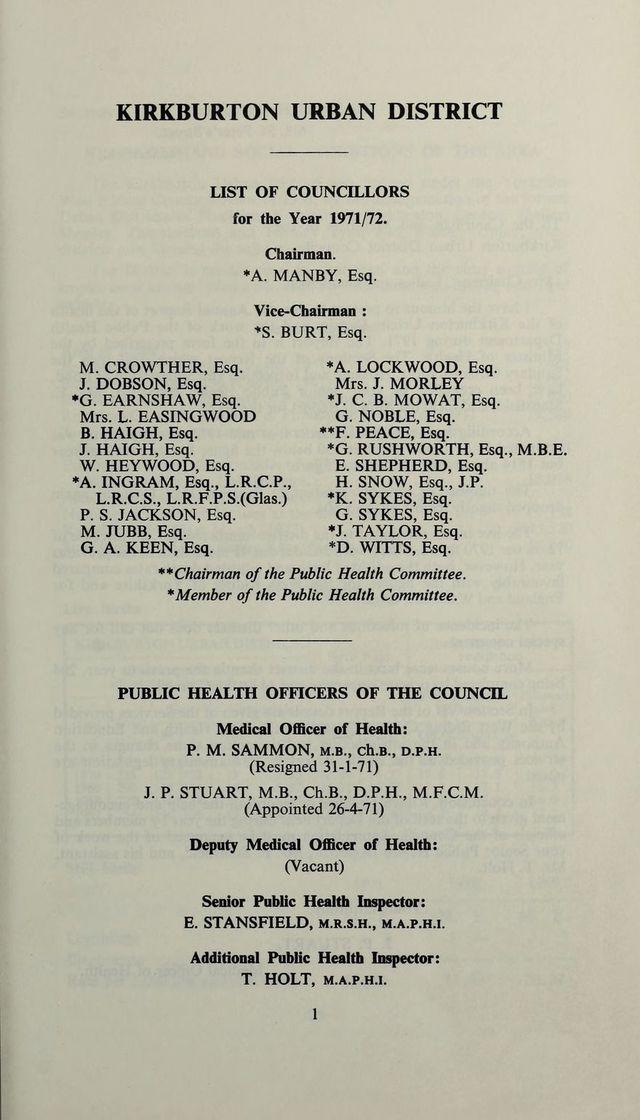 KIRKBURTON URBAN DISTRICT
LIST OF COUNCILLORS
for the Year 1971/72.
Chairman.
*A. MANBY, Esq.
Vice-Chairman :
*S. BURT, Esq.
M. CROWTHER, Esq.
J. DOBSON, Esq.
*G. EARNSHAW, Esq.
Mrs. L. EASINGWOOD
B. HAIGH, Esq.
J. HAIGH, Esq.
W. HEYWOOD, Esq.
*A. INGRAM, Esq., L.R.C.P.,
L.R.C.S., L.R.F.P.S.(Glas.)
P. S. JACKSON, Esq.
M. JUBB, Esq.
G. A. KEEN, Esq.
*A. LOCKWOOD, Esq.
Mrs. J. MORLEY
*J. C. B. MOWAT, Esq.
G. NOBLE, Esq.
**F. PEACE, Esq.
*G. RUSHWORTH, Esq., M.B.E.
E. SHEPHERD, Esq.
H. SNOW, Esq., J.P.
*K. SYKES, Esq.
G. SYKES, Esq.
*J. TAYLOR, Esq.
*D. WITTS, Esq.
**Chairman of the Public Health Committee.
*Member of the Public Health Committee.
PUBLIC HEALTH OFFICERS OF THE COUNCIL
Medical Officer of Health:
P. M. SAMMON, M.B., Ch.B., D.P.H.
(Resigned 31-1-71)
J. P. STUART, M.B., Ch.B., D.P.H., M.F.C.M.
(Appointed 26-4-71)
Deputy Medical Officer of Health:
(Vacant)
Senior Public Health Inspector:
E. STANSFIELD, M.R.S.H., M.A.P.H.I.
Additional Public Health Inspector:
T. HOLT, M.A.P.H.I.
1